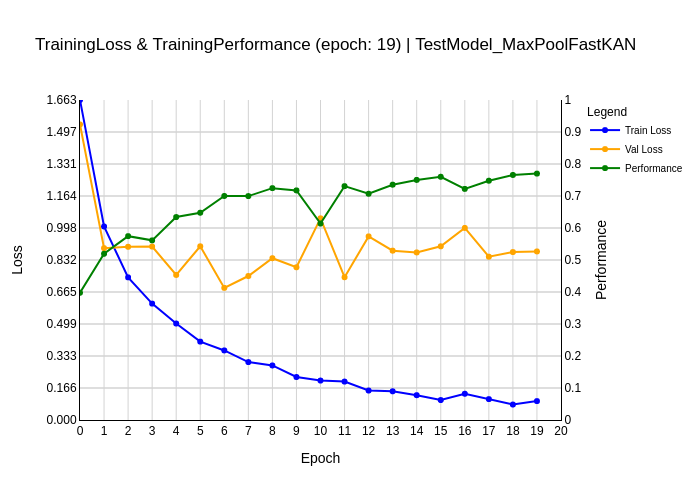 TrainingLoss & TrainingPerformance (epoch: 19) | TestModel_MaxPoolFastKAN
Legend
Train Loss
Val Loss
Performance
1.663
1.497
1.331
1.164
0.998
0.832
0.665
0.499
0.333
0.166
0.000
Loss
1
0.9
0.8
0.7
0.6
0.5
0.4
0.3
0.2
0.1
0
Performance
0 1 2 3 4 5 6 7 8 9 10 11 12 13 14 15 16 17 18 19 20
Epoch